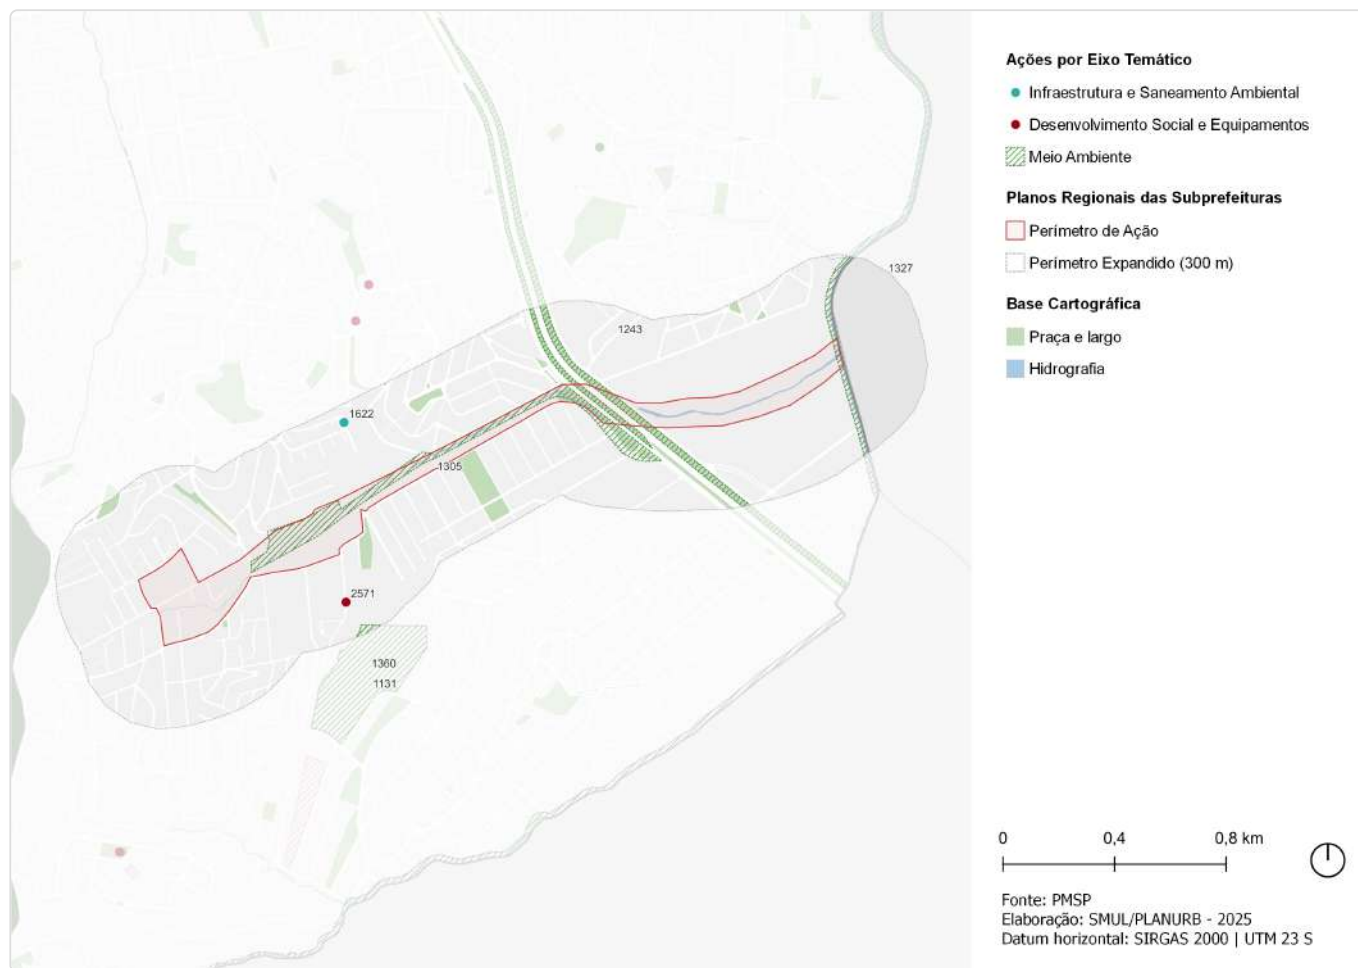 Ações por Eixo Temático
Infraestrutura e Saneamento Ambiental
Desenvolvimento Social e Equipamentos
Meio Ambiente
Planos Regionais das Subprefeituras
Perímetro de Ação
Perímetro Expandido (300 m)
Base Cartográfica
Praça e largo
Hidrografia
1327
1243
1622
1305
2571
1360
1131
0 0,4 0,8 km
Fonte: PMSP
Elaboração: SMUL/PLANURB - 2025
Datum horizontal: SIRGAS 2000 | UTM 23 S